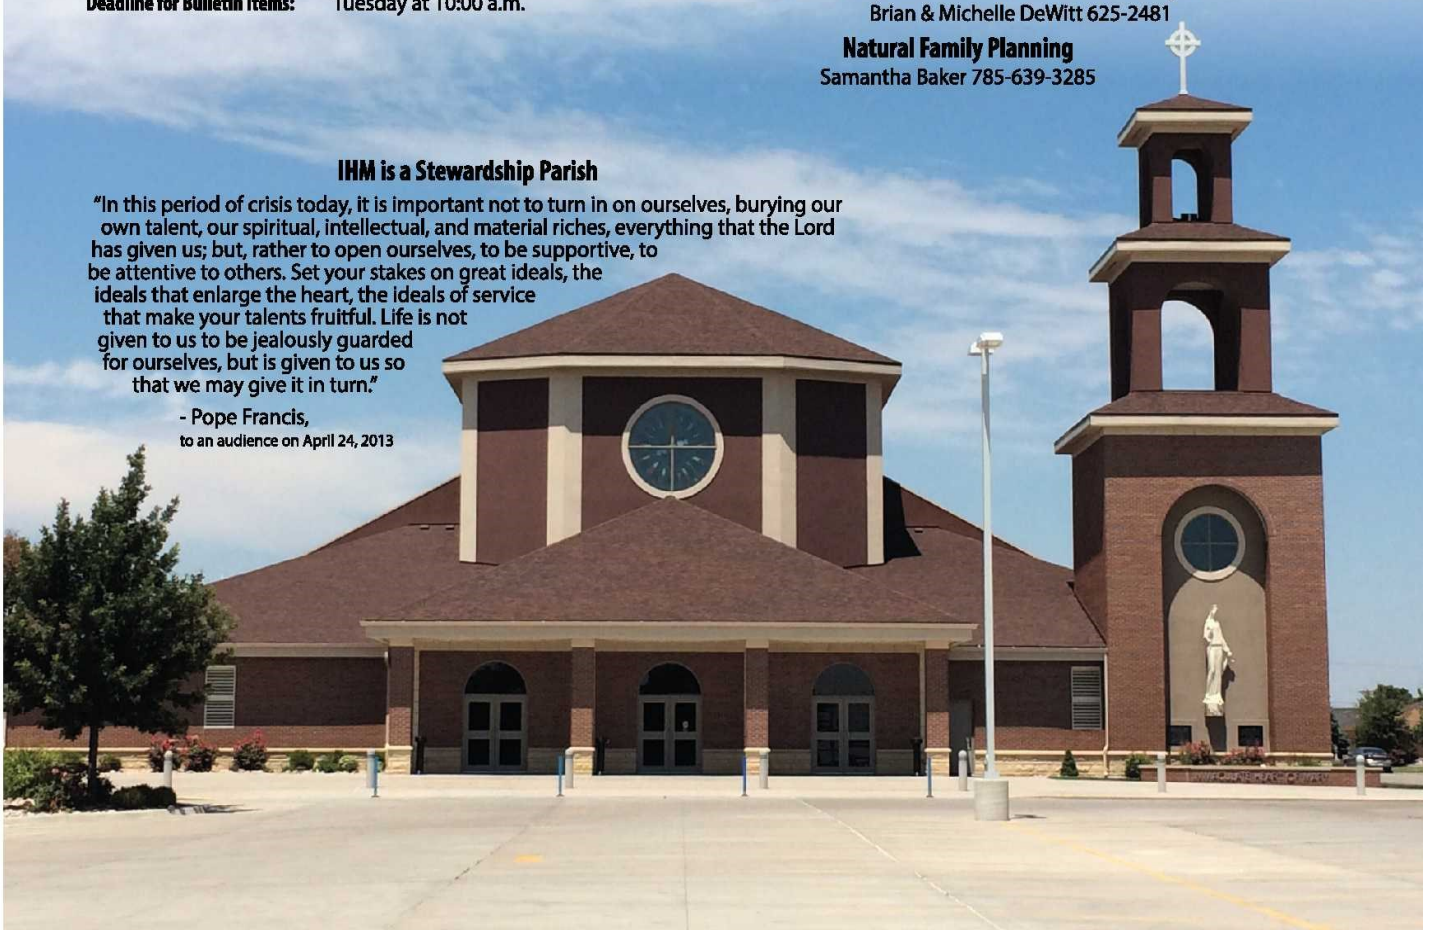 Deadline for Bulletin Items: Tuesday at 10:00 a.m.
Brian & Michelle DeWitt 625-2481
Natural Family Planning
Samantha Baker 785-639-3285
IHM is a Stewardship Parish
"In this period of crisis today, it is important not to turn in on ourselves, burying our
own talent, our spiritual, intellectual, and material riches, everything that the Lord
has given us; but, rather to open ourselves, to be supportive, to
be attentive to others. Set your stakes on great ideals, the
ideals that enlarge the heart, the ideals of service
that make your talents fruitful. Life is not
given to us to be jealously guarded
for ourselves, but is given to us so
that we may give it in turn."
- Pope Francis,
to an audience on April 24, 2013